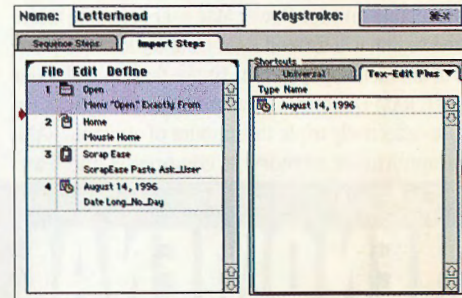 Name: Letterhead Keystroke: ⌘-X
Sequence Steps Import Steps
Shortcuts
Universal Tex-Edit Plus ▼
File Edit Define
Type Name
1 Open
Menu "Open" Exactly From
2 Home
Mousie Home
3 Scrap Ease
ScrapEase Paste Ask_User
4 August 14, 1996
Date Long_No_Day
August 14, 1996